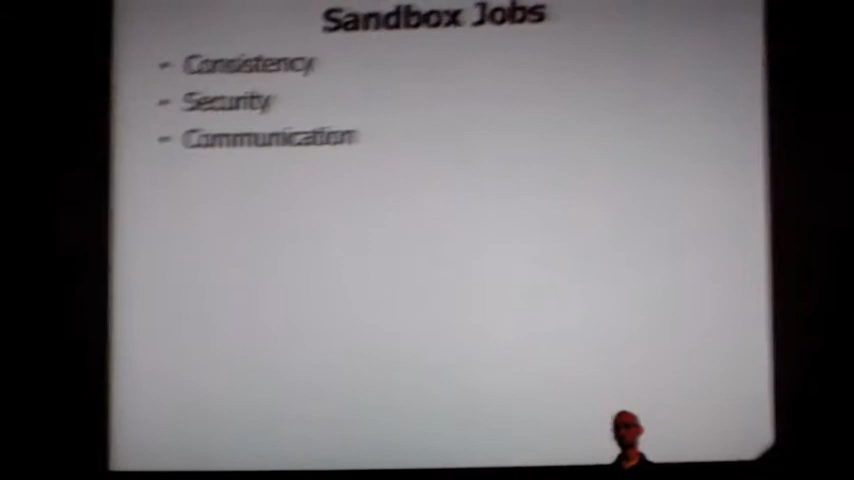 Sandbox Jobs
- Consistency
- Security
- Communication